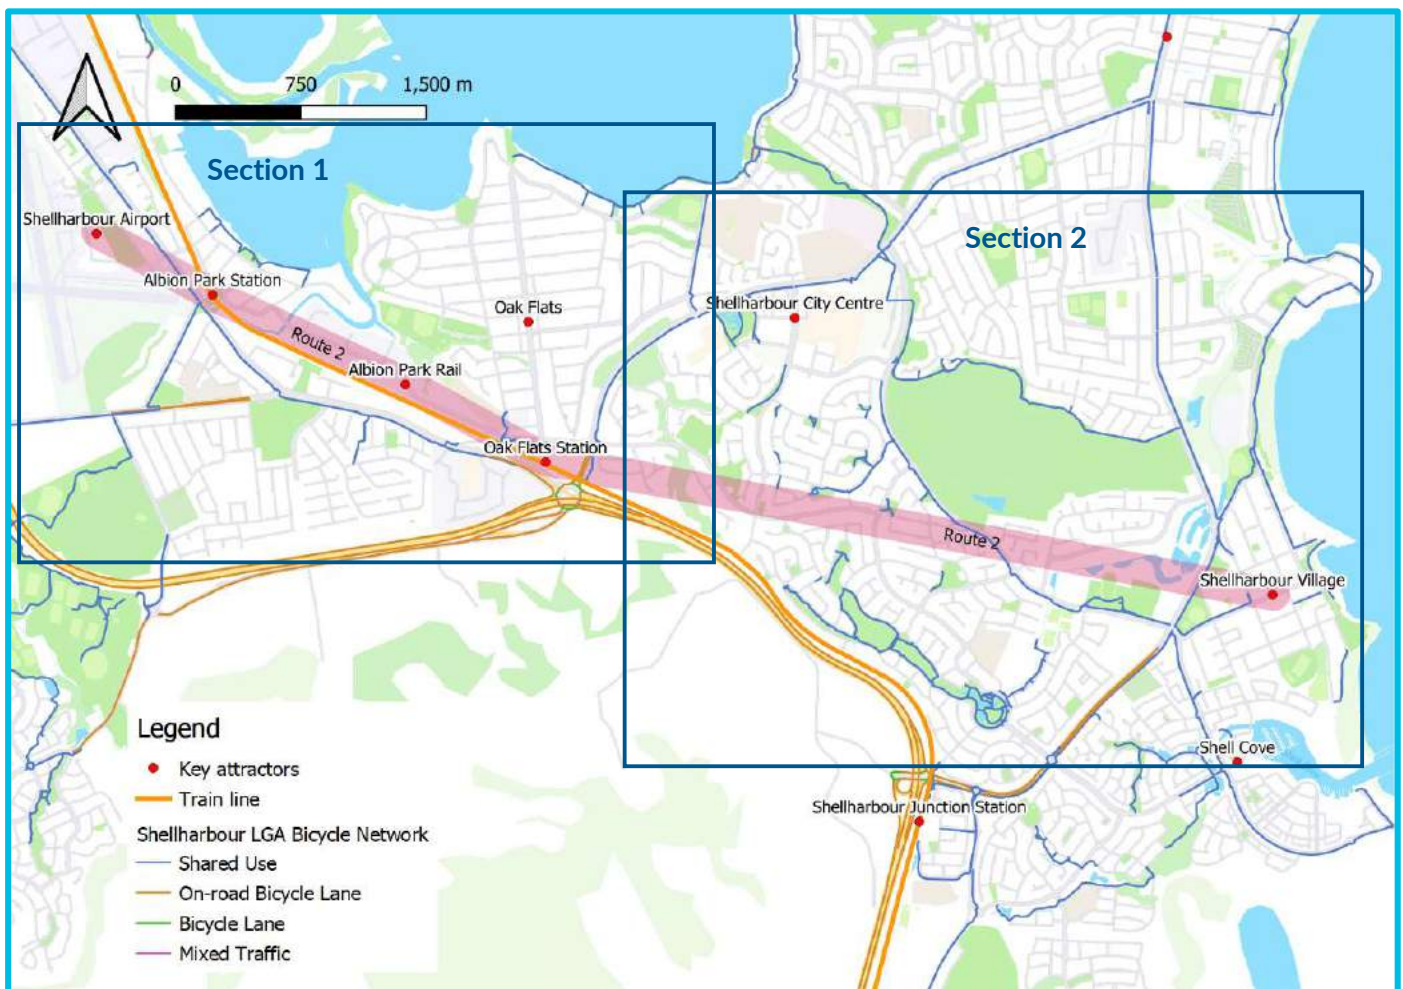 0 750 1,500 m
Section 1
Shellharbour Airport
Section 2
Albion Park Station
Oak Flats
Shellharbour City Centre
Route 2
Albion Park Rail
Oak Flats Station
Route 2
Shellharbour Village
Shell Cove
Shellharbour Junction Station
Legend
Key attractors
Train line
Shellharbour LGA Bicycle Network
Shared Use
On-road Bicycle Lane
Bicycle Lane
Mixed Traffic